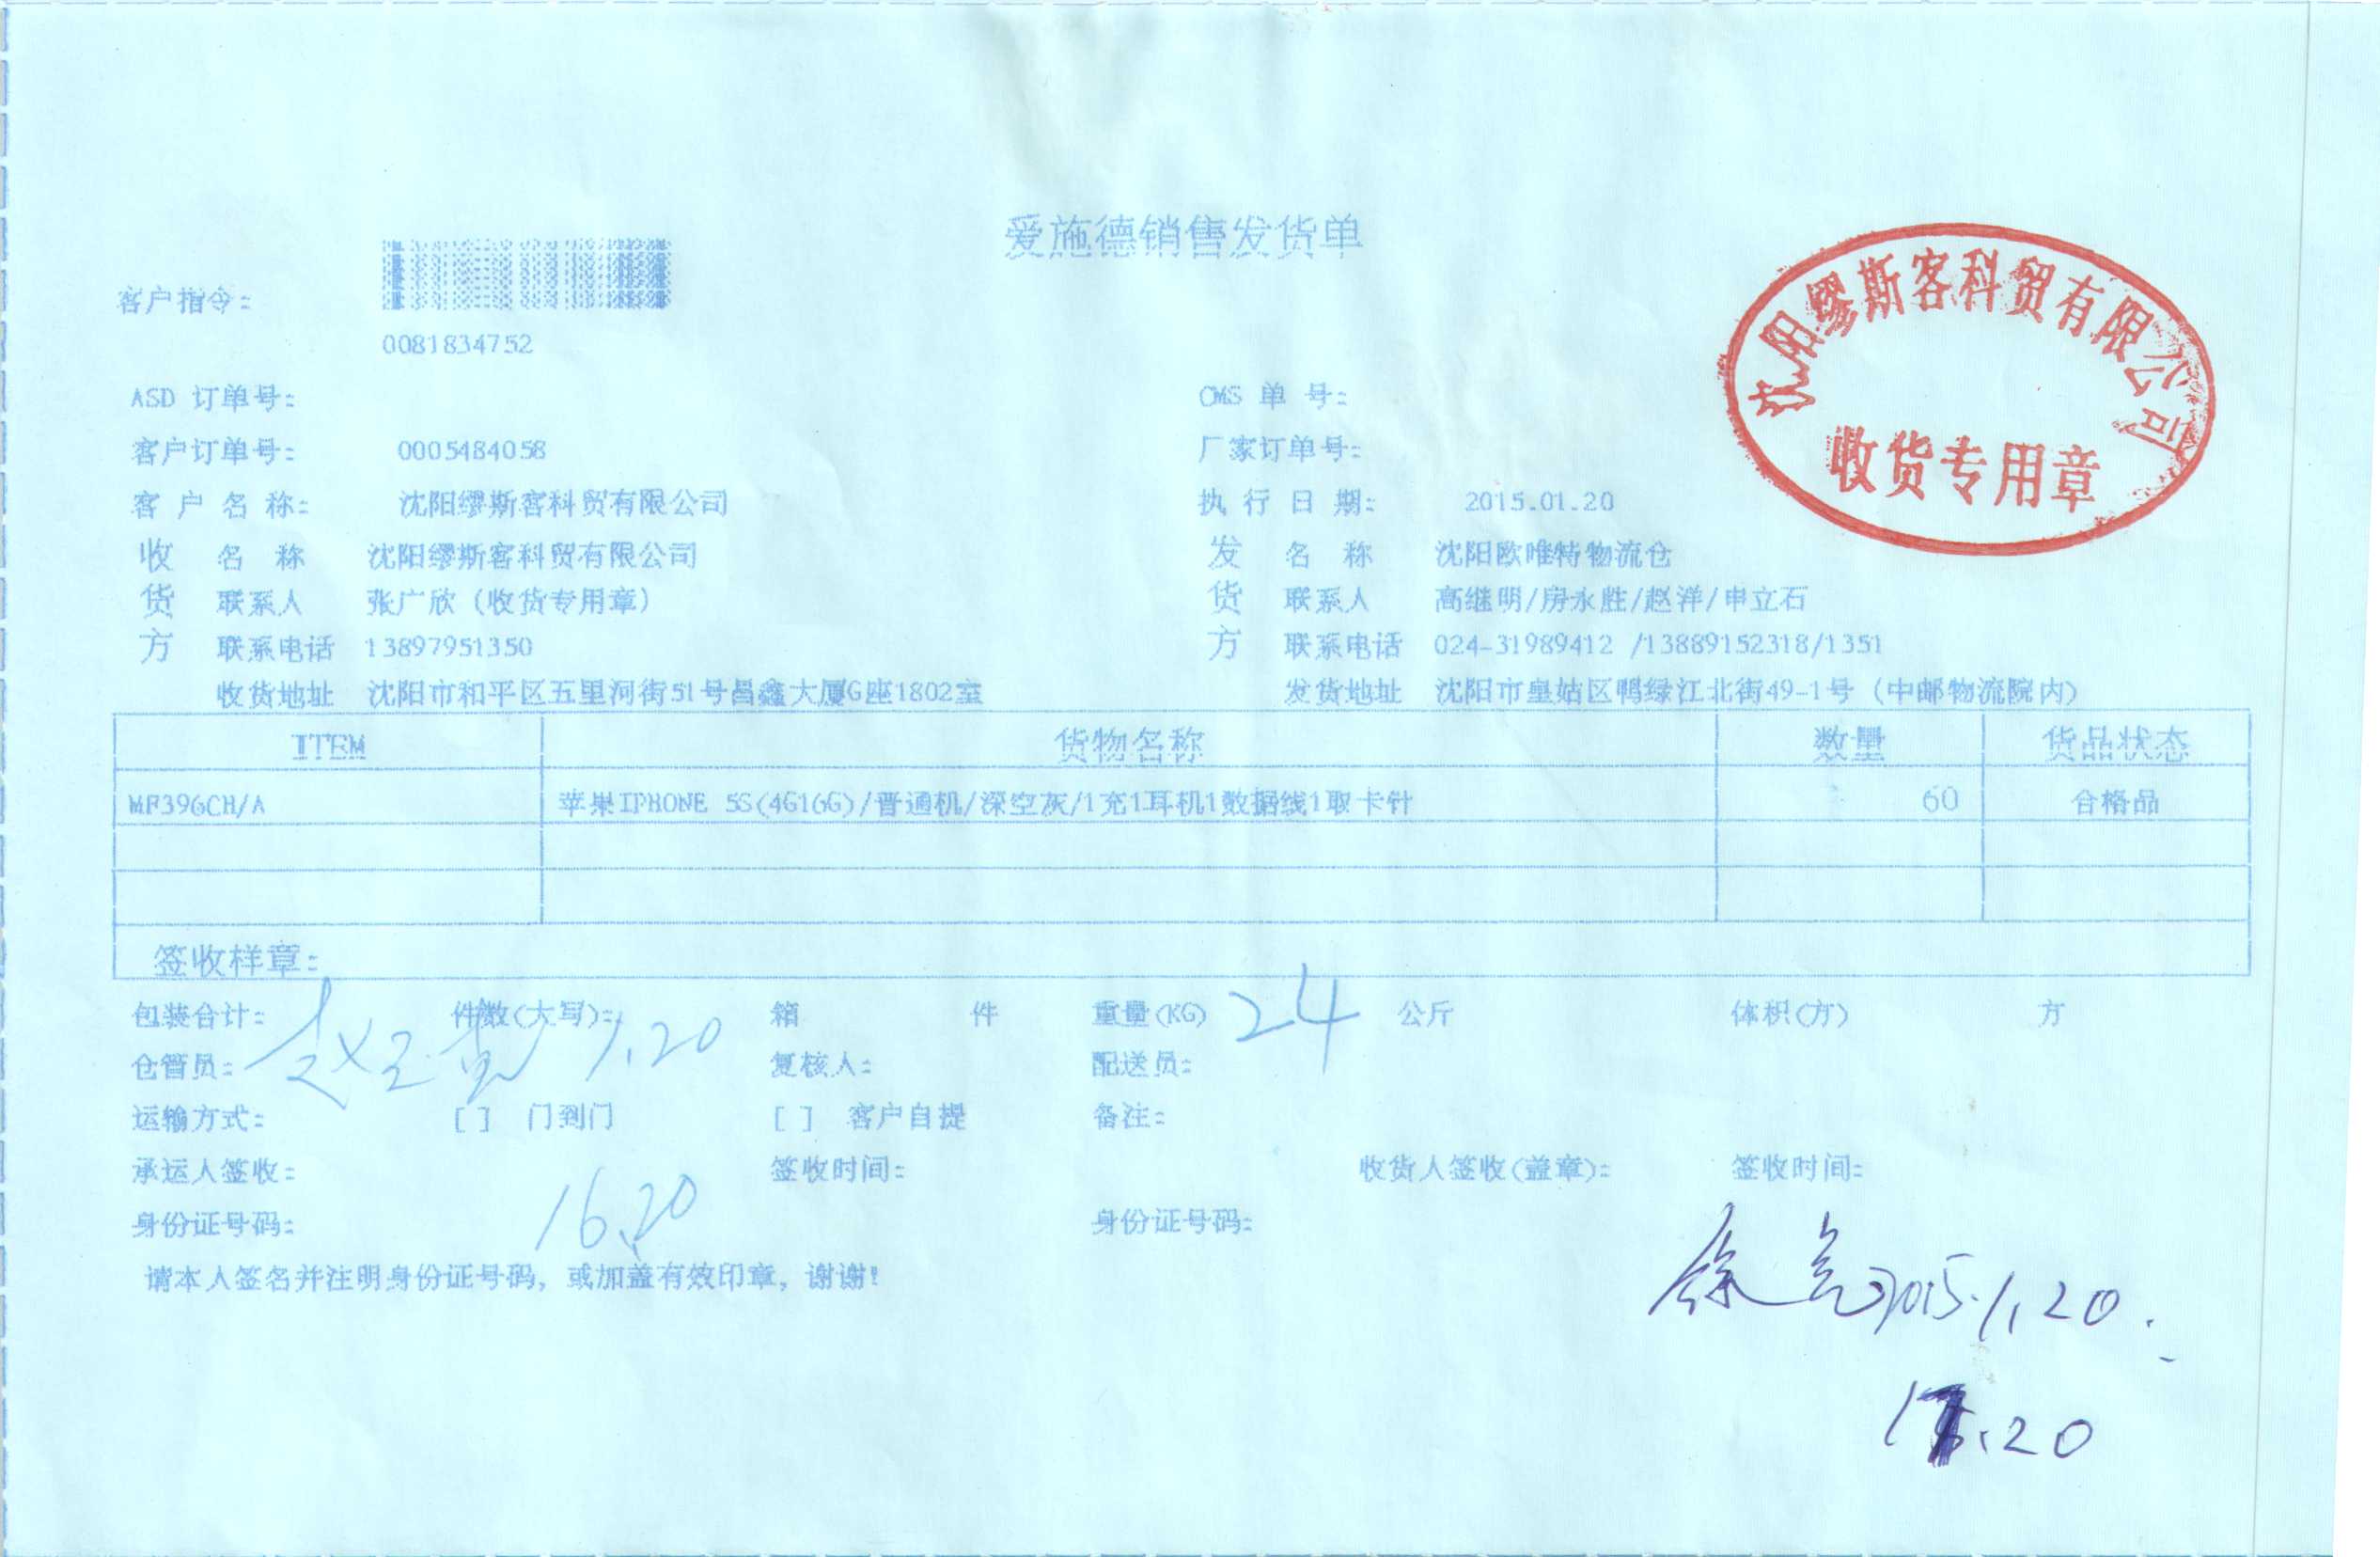 爱施德销售发货单
客户指令:
0081834752
沈阳缪斯客科贸有限公司
收货专用章
ASD 订单号: OMS 单 号:
客户订单号: 0005484058 厂家订单号:
客 户 名 称: 沈阳缪斯客科贸有限公司 执 行 日 期: 2015.01.20
收货方 发货方
名 称 沈阳缪斯客科贸有限公司 名 称 沈阳欧唯特物流仓
联系人 张广欣 (收货专用章) 联系人 高继明/房永胜/赵洋/申立石
联系电话 13897951350 联系电话 024-31989412 /13889152318/1351
收货地址 沈阳市和平区五里河街51号昌鑫大厦G座1802室 发货地址 沈阳市皇姑区鸭绿江北街49-1号 (中邮物流院内)
ITEM 货物名称 数量 货品状态
MF396CH/A 苹果IPHONE 5S(4G16G)/普通机/深空灰/1充1耳机1数据线1取卡针 60 合格品
签收样章:
包装合计: 件数(大写): 箱 件 重量(KG) 24 公斤 体积(方) 方
仓管员: 1.20 复核人: 配送员:
运输方式: [ ] 门到门 [ ] 客户自提 备注:
承运人签收: 签收时间: 收货人签收(盖章): 签收时间:
身份证号码: 16.20 身份证号码:
请本人签名并注明身份证号码, 或加盖有效印章, 谢谢!
徐亮 2015.1.20.
.20